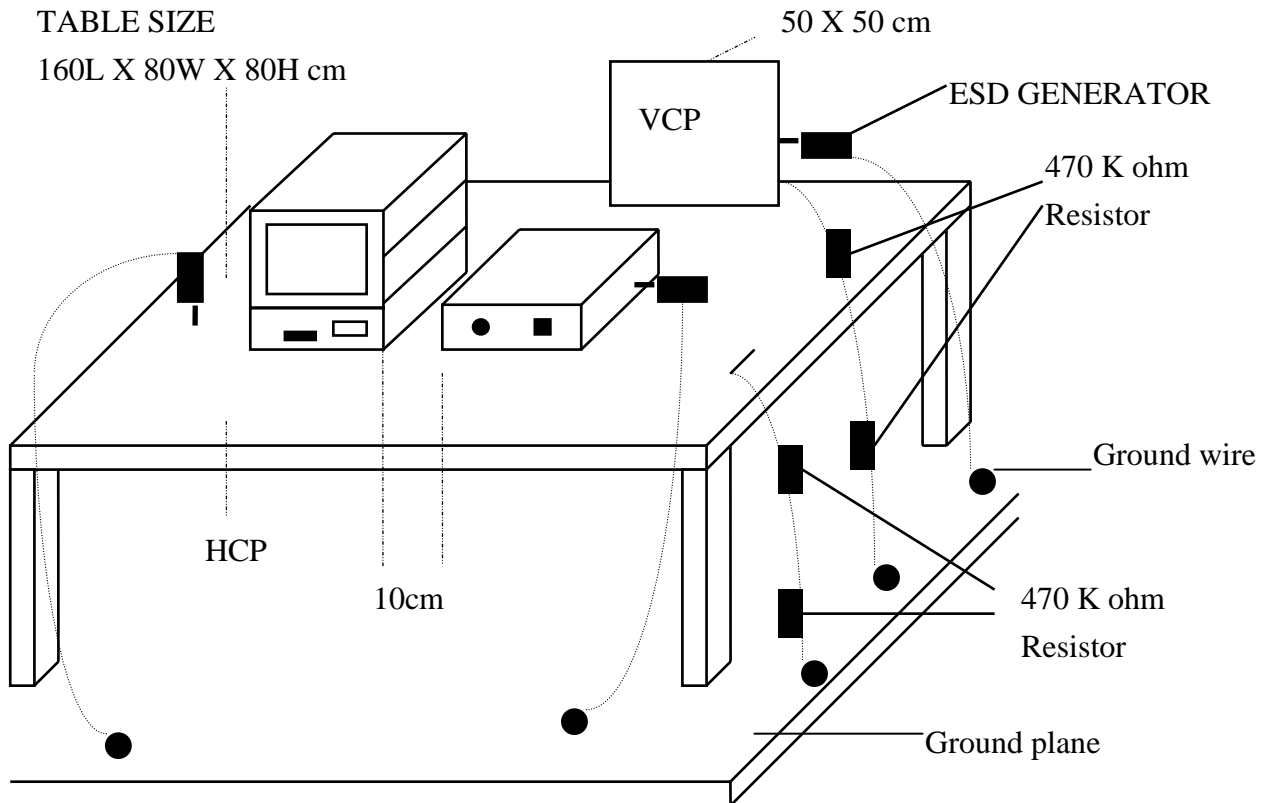 TABLE SIZE
160L X 80W X 80H cm
50 X 50 cm
VCP
ESD GENERATOR
470 K ohm
Resistor
Ground wire
HCP
10cm
470 K ohm
Resistor
Ground plane